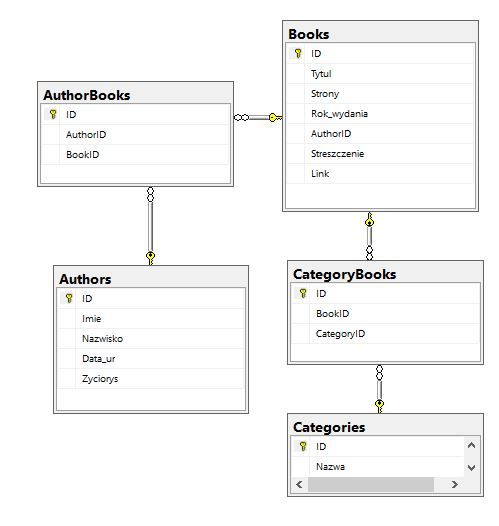 Books
ID
Tytul
Strony
Rok_wydania
AuthorID
Streszczenie
Link
AuthorBooks
ID
AuthorID
BookID
Authors
ID
Imie
Nazwisko
Data_ur
Zyciorys
CategoryBooks
ID
BookID
CategoryID
Categories
ID
Nazwa